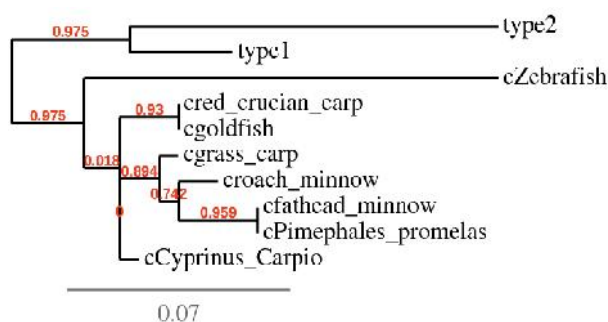 0.975
type2
type1
cZebrafish
0.975
0.93
cred_crucian_carp
cgoldfish
0.018
0.894
cgrass_carp
0.742
croach_minnow
0.959
cfathead_minnow
cPimephales_promelas
0
cCyprinus_Carpio
0.07